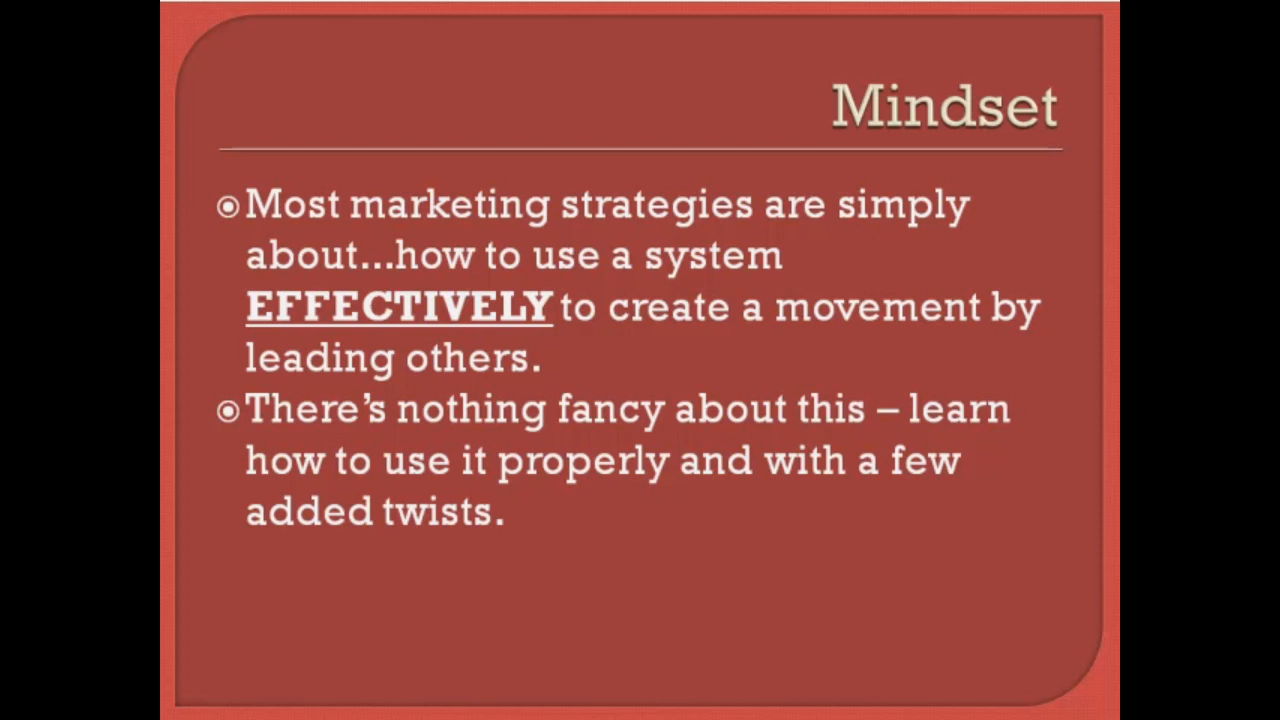 Mindset
Most marketing strategies are simply
about...how to use a system
EFFECTIVELY to create a movement by
leading others.
There's nothing fancy about this – learn
how to use it properly and with a few
added twists.